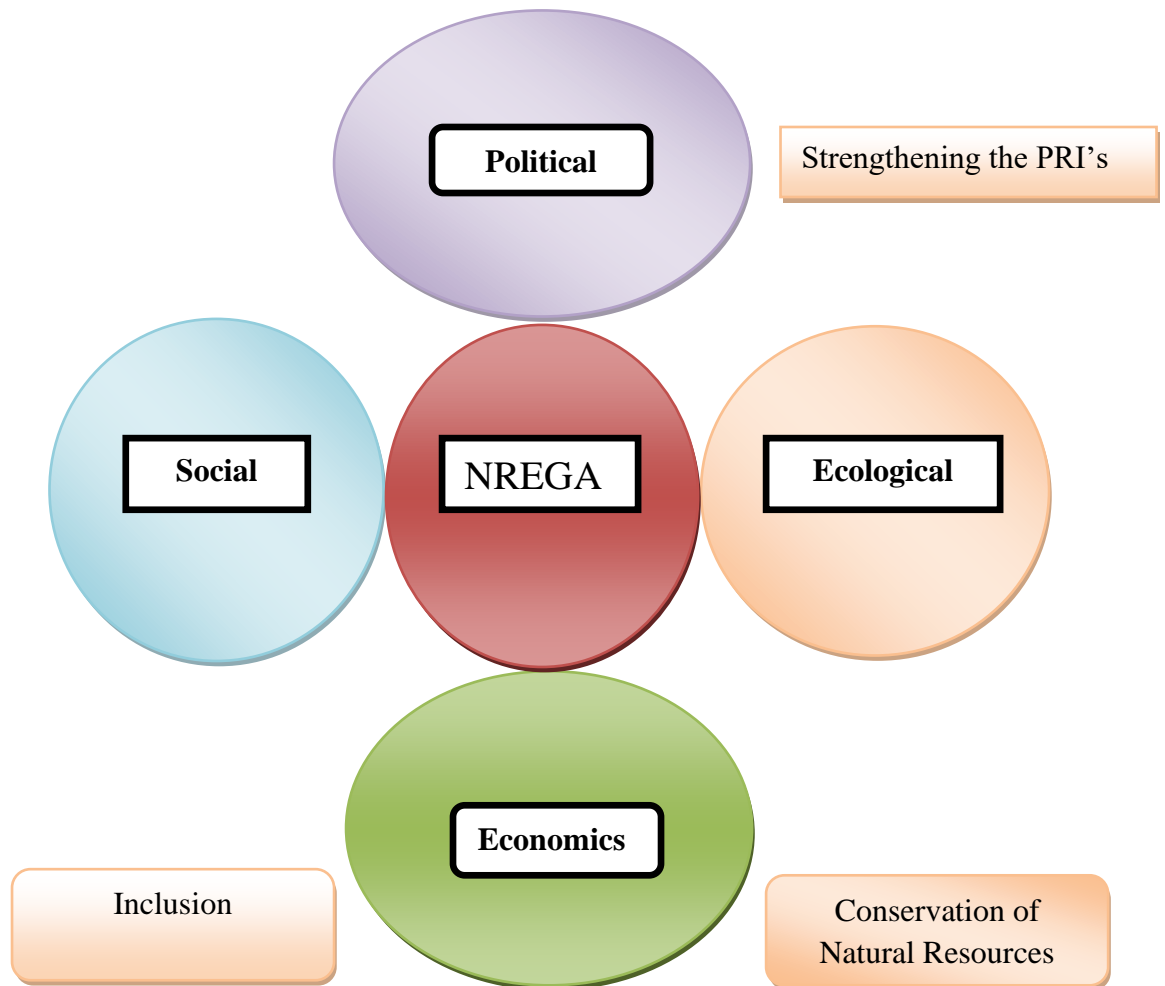 Political
Strengthening the PRI’s
Social
NREGA
Ecological
Economics
Inclusion
Conservation of
Natural Resources